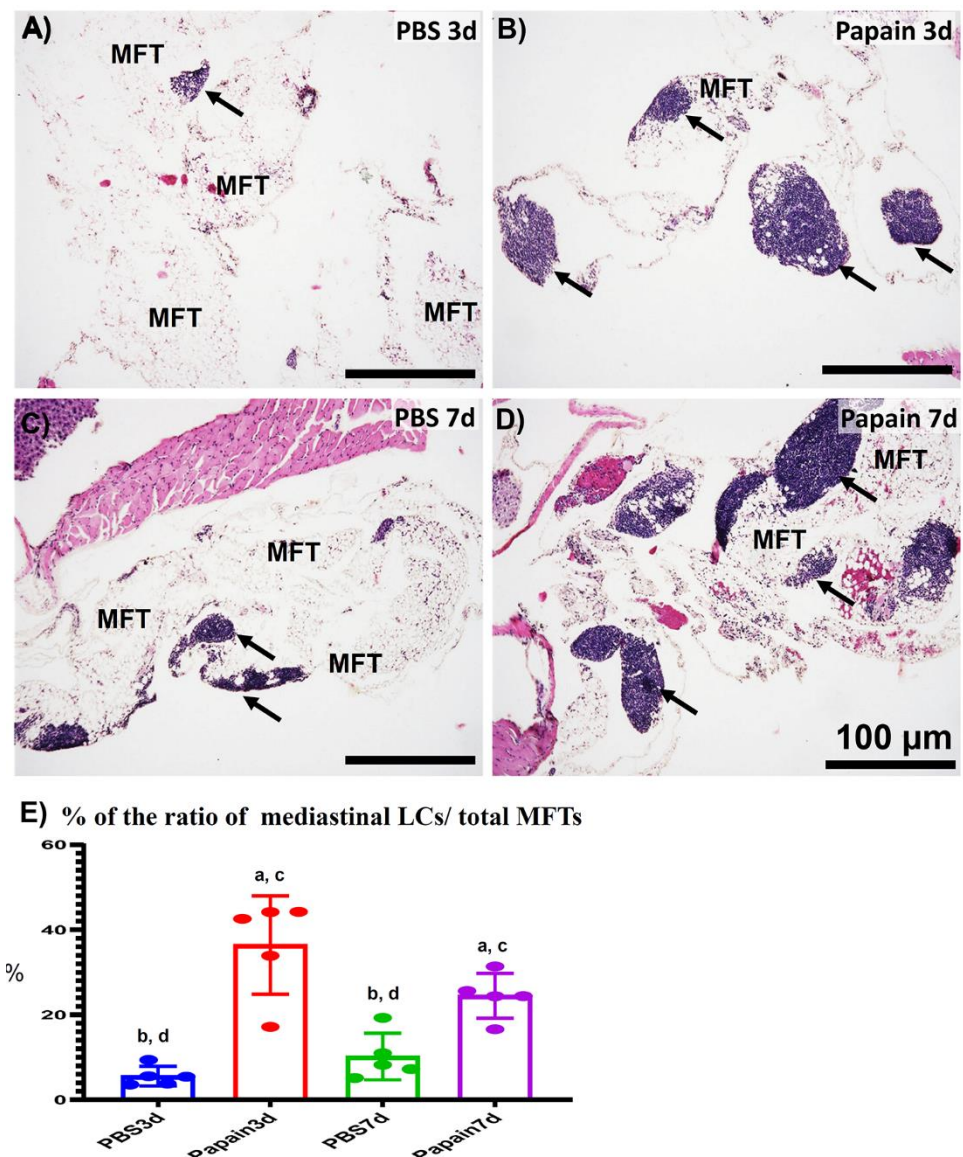 A)
PBS 3d
MFT
MFT
MFT
MFT
B)
Papain 3d
MFT
C)
PBS 7d
MFT
MFT
MFT
D)
Papain 7d
MFT
MFT
100 µm
E) % of the ratio of mediastinal LCs/ total MFTs
60
40
20
0
%
b, d
a, c
b, d
a, c
PBS3d
Papain3d
PBS7d
Papain7d